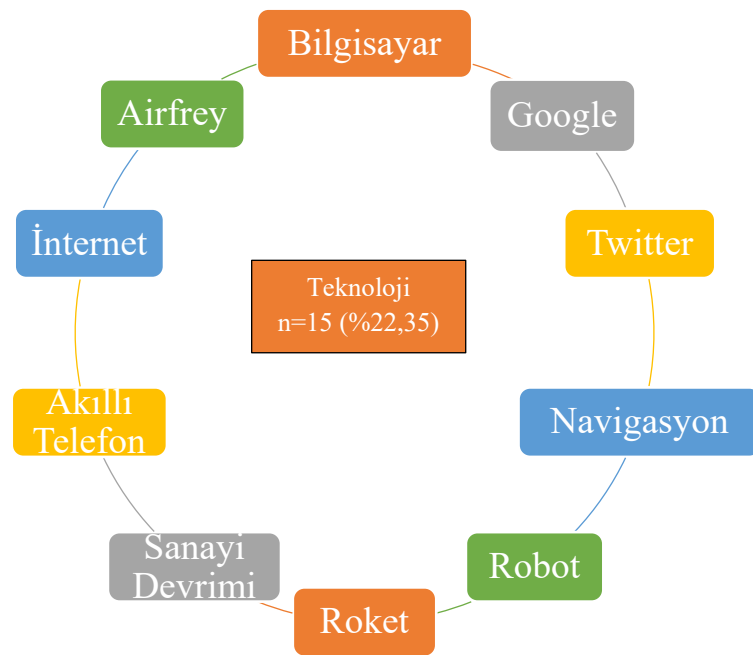 Bilgisayar
Google
Twitter
Navigasyon
Robot
Roket
Sanayi
Devrimi
Akıllı
Telefon
İnternet
Airfrey
Teknoloji
n=15 (%22,35)